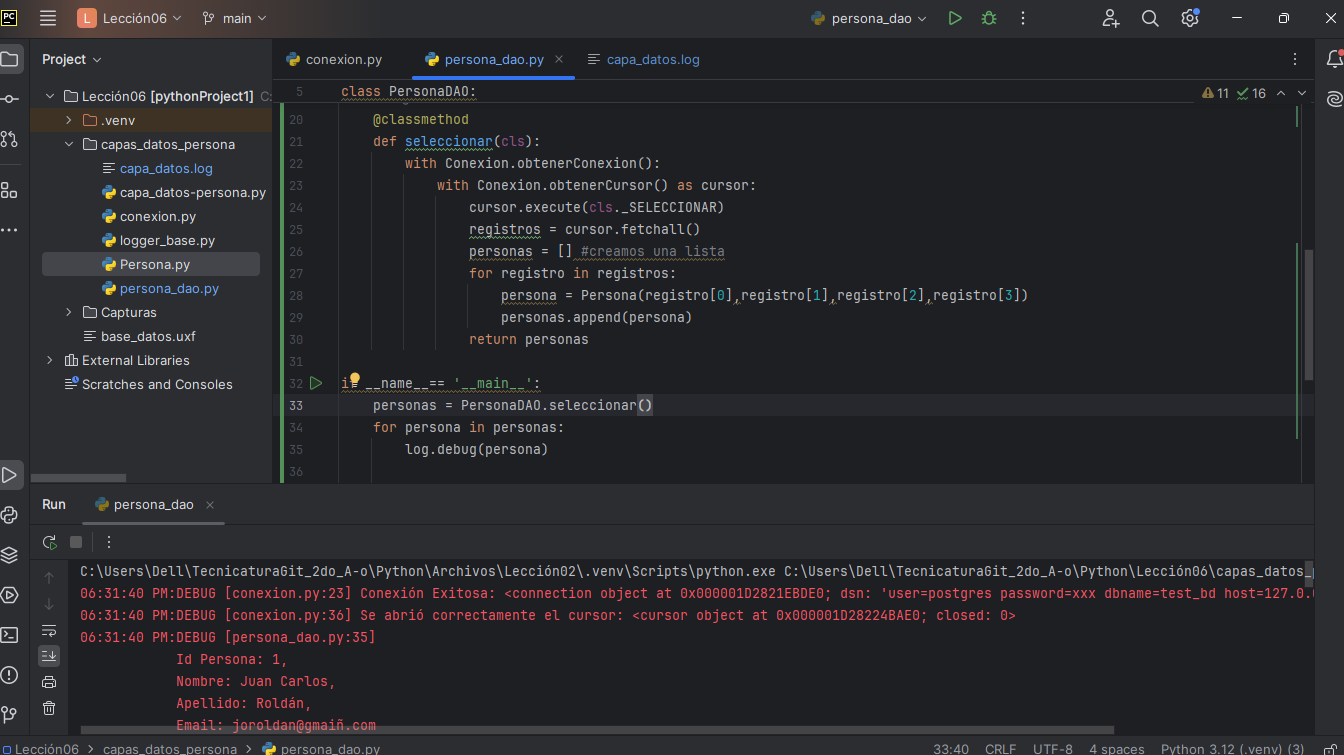 PC
L Lección06
main
persona_dao
Project
conexion.py
persona_dao.py
capa_datos.log
Lección06 [pythonProject1]
.venv
capas_datos_persona
capa_datos.log
capa_datos-persona.py
conexion.py
logger_base.py
Persona.py
persona_dao.py
Capturas
base_datos.uxf
External Libraries
Scratches and Consoles
11 16
5 class PersonaDAO:
20 @classmethod
21 def seleccionar(cls):
22 with Conexion.obtenerConexion():
23 with Conexion.obtenerCursor() as cursor:
24 cursor.execute(cls._SELECCIONAR)
25 registros = cursor.fetchall()
26 personas = [] #creamos una lista
27 for registro in registros:
28 persona = Persona(registro[0],registro[1],registro[2],registro[3])
29 personas.append(persona)
30 return personas
31
32 if __name__== '__main__':
33 personas = PersonaDAO.seleccionar()
34 for persona in personas:
35 log.debug(persona)
36
Run
persona_dao
C:\Users\Dell\TecnicaturaGit_2do_A-o\Python\Archivos\Lección02\.venv\Scripts\python.exe C:\Users\Dell\TecnicaturaGit_2do_A-o\Python\Lección06\capas_datos_
06:31:40 PM:DEBUG [conexion.py:23] Conexión Exitosa: <connection object at 0x000001D2821EBDE0; dsn: 'user=postgres password=xxx dbname=test_bd host=127.0.
06:31:40 PM:DEBUG [conexion.py:36] Se abrió correctamente el cursor: <cursor object at 0x000001D28224BAE0; closed: 0>
06:31:40 PM:DEBUG [persona_dao.py:35]
Id Persona: 1,
Nombre: Juan Carlos,
Apellido: Roldán,
Email: joroldan@gmaiñ.com
Lección06 > capas_datos_persona > persona_dao.py
33:40 CRLF UTF-8 4 spaces Python 3.12 (.venv) (3)